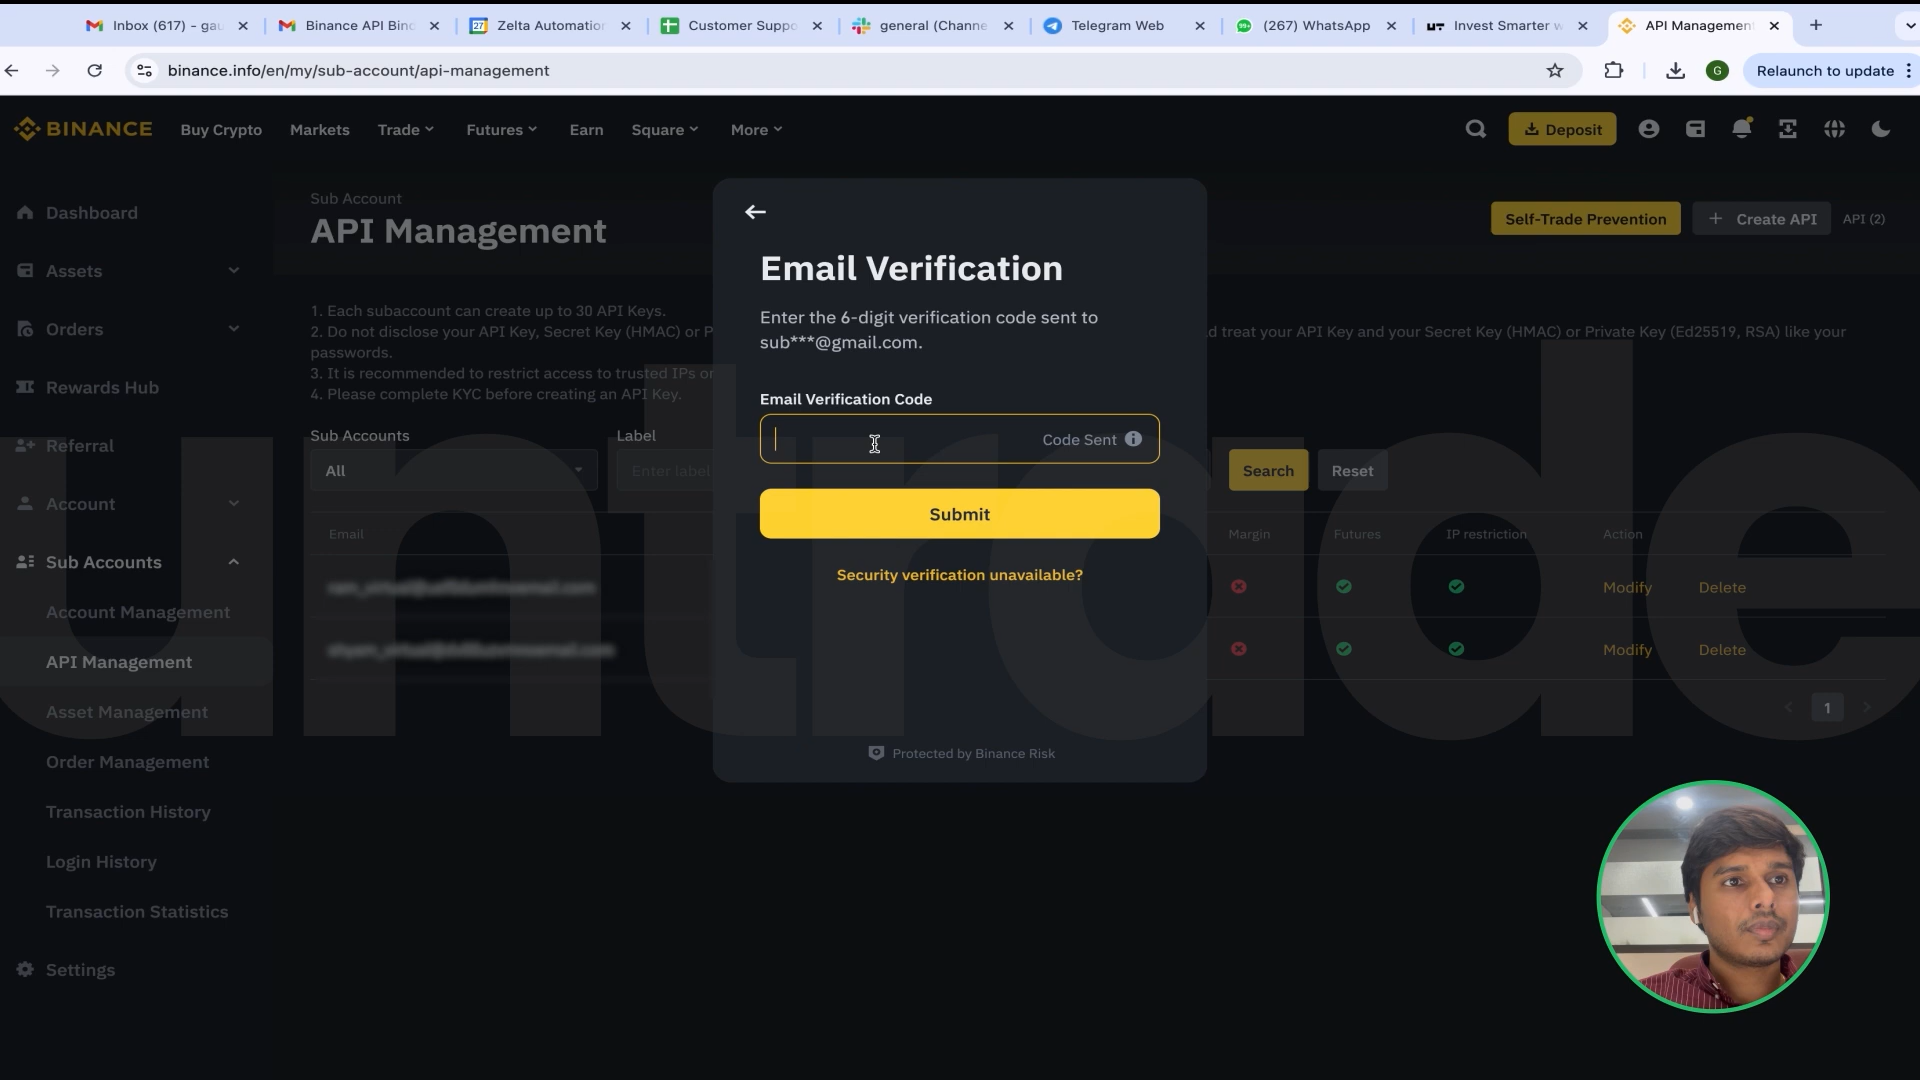 Inbox (617) - gau
Binance API Bind
Zelta Automation
Customer Suppo
general (Channe
Telegram Web
(267) WhatsApp
Invest Smarter w
API Management
binance.info/en/my/sub-account/api-management
G
Relaunch to update
BINANCE
Buy Crypto
Markets
Trade
Futures
Earn
Square
More
Deposit
Dashboard
Assets
Orders
Rewards Hub
Referral
Account
Sub Accounts
Account Management
API Management
Asset Management
Order Management
Transaction History
Login History
Transaction Statistics
Settings
Sub Account
API Management
Self-Trade Prevention
+ Create API
API (2)
1. Each subaccount can create up to 30 API Keys.
2. Do not disclose your API Key, Secret Key (HMAC) or P
d treat your API Key and your Secret Key (HMAC) or Private Key (Ed25519, RSA) like your
passwords.
3. It is recommended to restrict access to trusted IPs or
4. Please complete KYC before creating an API Key.
Sub Accounts
Label
All
Enter label
Search
Reset
Email
Margin
Futures
IP restriction
Action
Modify
Delete
Modify
Delete
1
Email Verification
Enter the 6-digit verification code sent to
sub***@gmail.com.
Email Verification Code
Code Sent
Submit
Security verification unavailable?
Protected by Binance Risk
untrade